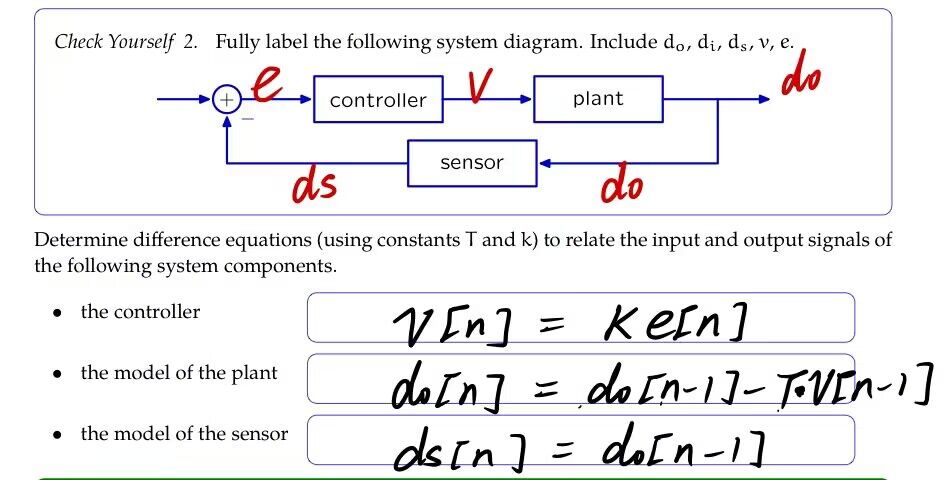 Check Yourself 2. Fully label the following system diagram. Include dₒ, dᵢ, dₛ, v, e.
do
+ e controller V plant
−
sensor
ds do
Determine difference equations (using constants T and k) to relate the input and output signals of
the following system components.
• the controller V[n] = Ke[n]
• the model of the plant do[n] = do[n-1]-T·V[n-1]
• the model of the sensor ds[n] = do[n-1]